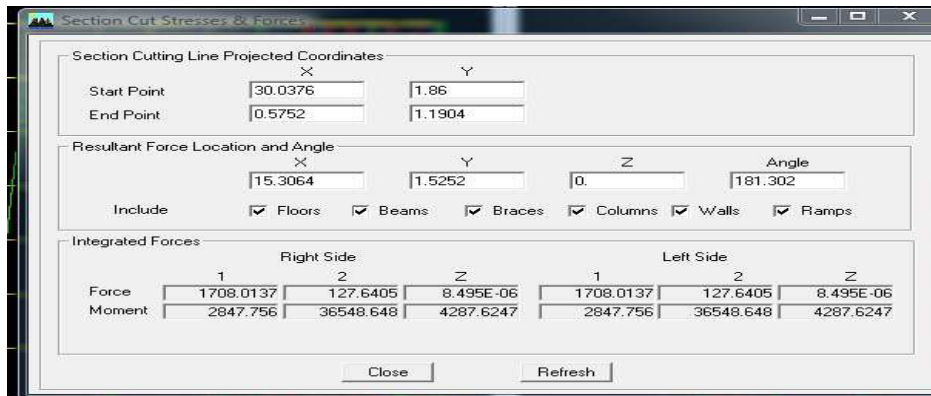 Section Cut Stresses & Forces
Section Cutting Line Projected Coordinates
X Y
Start Point 30.0376 1.86
End Point 0.5752 1.1904
Resultant Force Location and Angle
X Y Z Angle
15.3064 1.5252 0. 181.302
Include Floors Beams Braces Columns Walls Ramps
Integrated Forces
Right Side Left Side
1 2 Z 1 2 Z
Force 1708.0137 127.6405 8.495E-06 1708.0137 127.6405 8.495E-06
Moment 2847.756 36548.648 4287.6247 2847.756 36548.648 4287.6247
Close Refresh